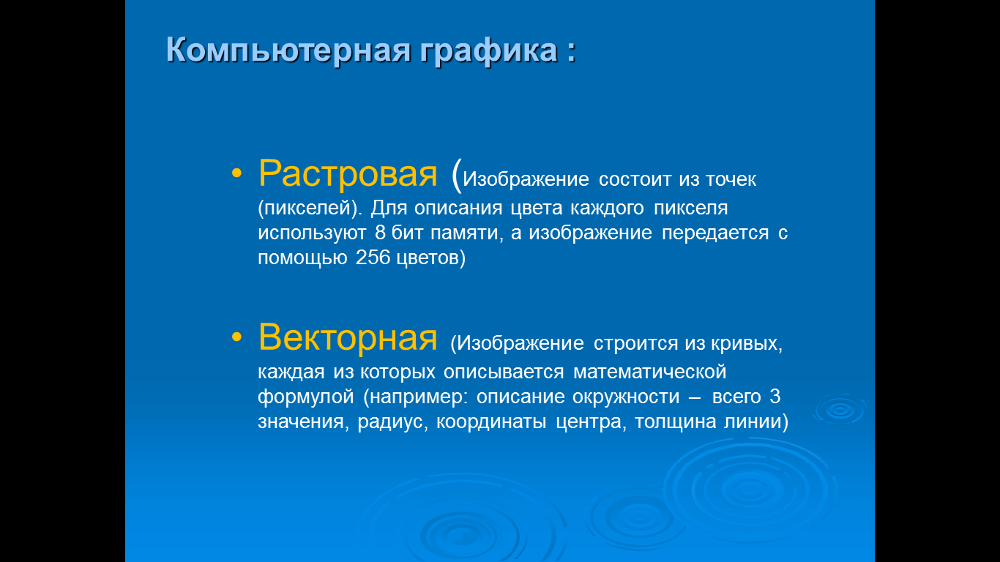 Компьютерная графика :
• Растровая (Изображение состоит из точек
(пикселей). Для описания цвета каждого пикселя
используют 8 бит памяти, а изображение передается с
помощью 256 цветов)
• Векторная (Изображение строится из кривых,
каждая из которых описывается математической
формулой (например: описание окружности – всего 3
значения, радиус, координаты центра, толщина линии)